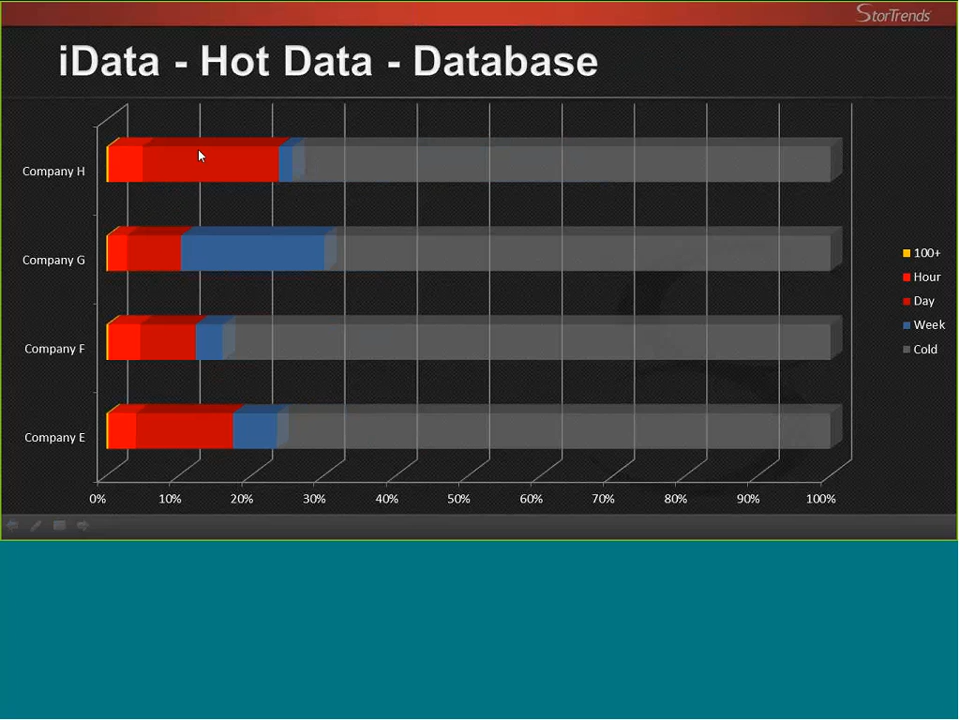 StorTrends
iData - Hot Data - Database
Company H
Company G
Company F
Company E
100+
Hour
Day
Week
Cold
0% 10% 20% 30% 40% 50% 60% 70% 80% 90% 100%